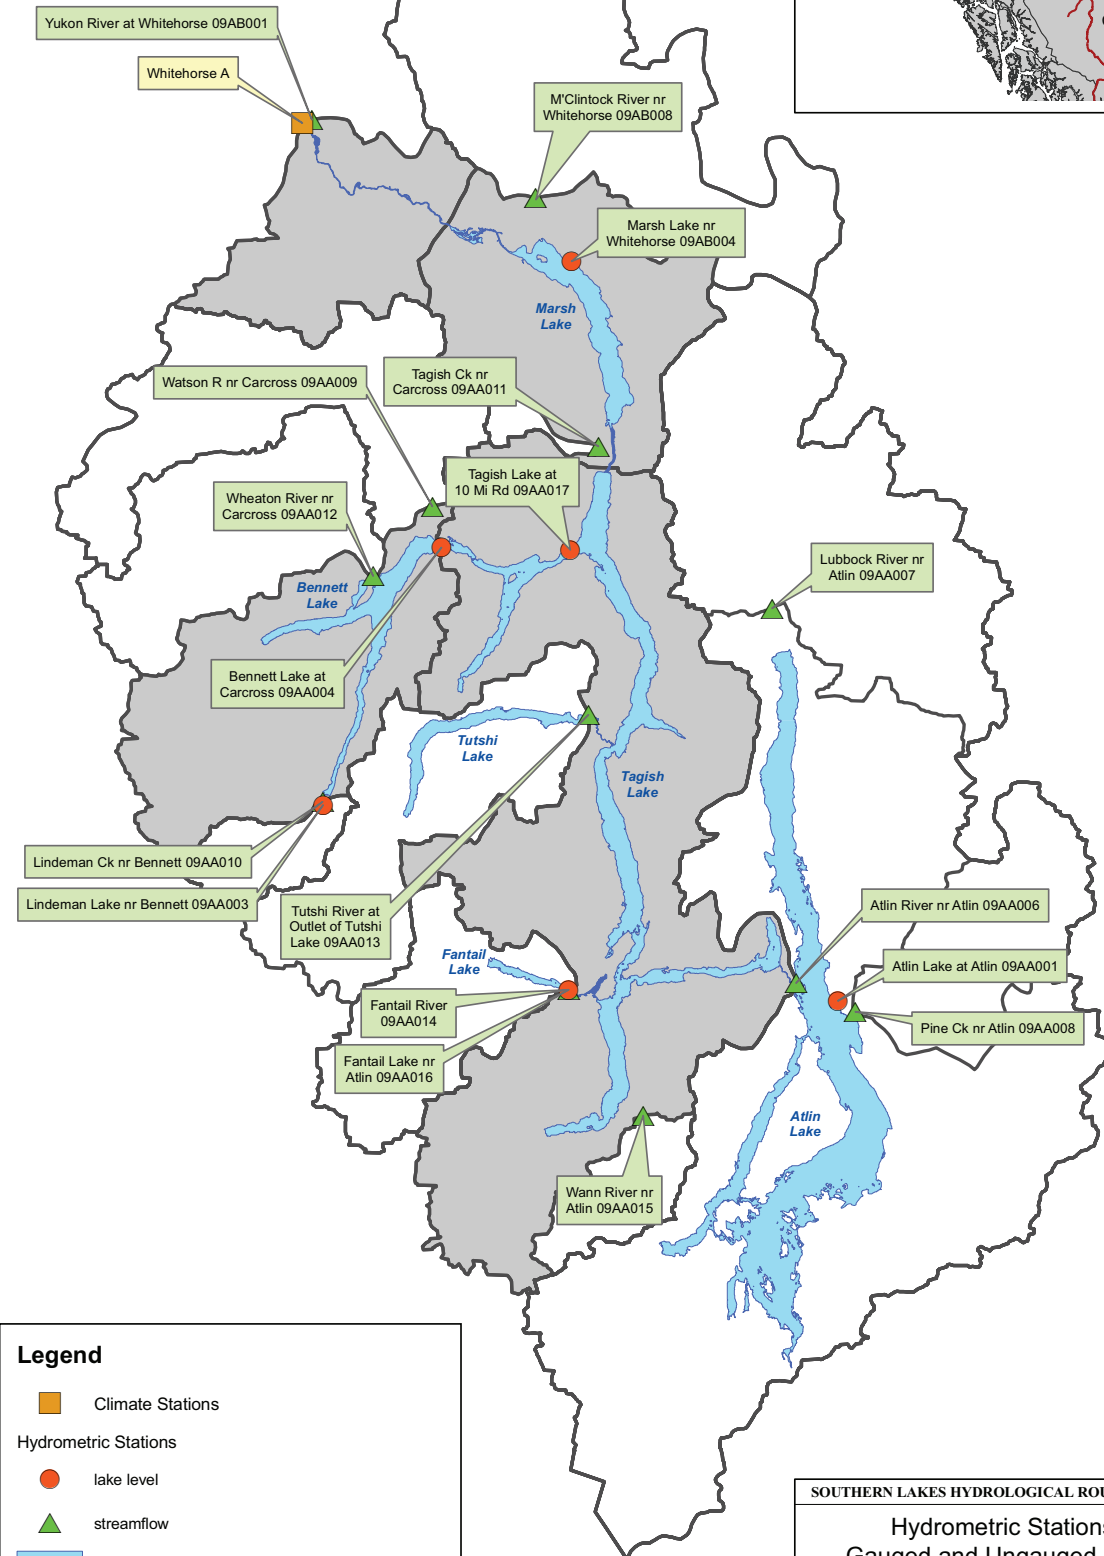 Yukon River at Whitehorse 09AB001
Whitehorse A
M'Clintock River nr
Whitehorse 09AB008
Marsh Lake nr
Whitehorse 09AB004
Marsh
Lake
Watson R nr Carcross 09AA009
Tagish Ck nr
Carcross 09AA011
Tagish Lake at
10 Mi Rd 09AA017
Wheaton River nr
Carcross 09AA012
Lubbock River nr
Atlin 09AA007
Bennett
Lake
Bennett Lake at
Carcross 09AA004
Tutshi
Lake
Tagish
Lake
Lindeman Ck nr Bennett 09AA010
Lindeman Lake nr Bennett 09AA003
Tutshi River at
Outlet of Tutshi
Lake 09AA013
Atlin River nr Atlin 09AA006
Fantail
Lake
Atlin Lake at Atlin 09AA001
Fantail River
09AA014
Pine Ck nr Atlin 09AA008
Fantail Lake nr
Atlin 09AA016
Atlin
Lake
Wann River nr
Atlin 09AA015
Legend
Climate Stations
Hydrometric Stations
lake level
streamflow
SOUTHERN LAKES HYDROLOGICAL
Hydrometric Stations
Gauged and Ungauged